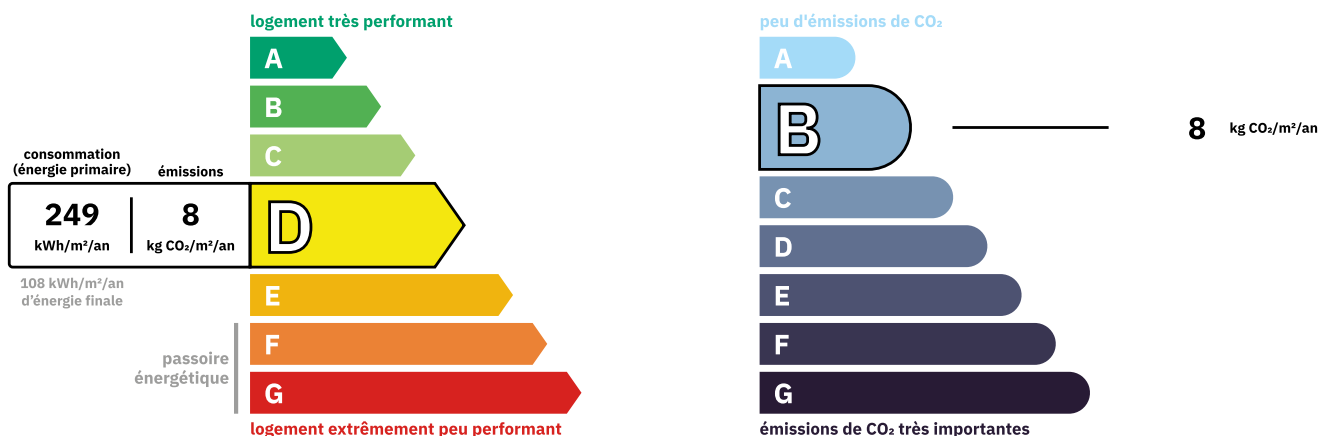 logement très performant
A
B
C
consommation
(énergie primaire)
émissions
249
kWh/m²/an
8
kg CO₂/m²/an
D
108 kWh/m²/an
d'énergie finale
E
passoire
énergétique
F
G
logement extrêmement peu performant
peu d'émissions de CO₂
A
B
8 kg CO₂/m²/an
C
D
E
F
G
émissions de CO₂ très importantes